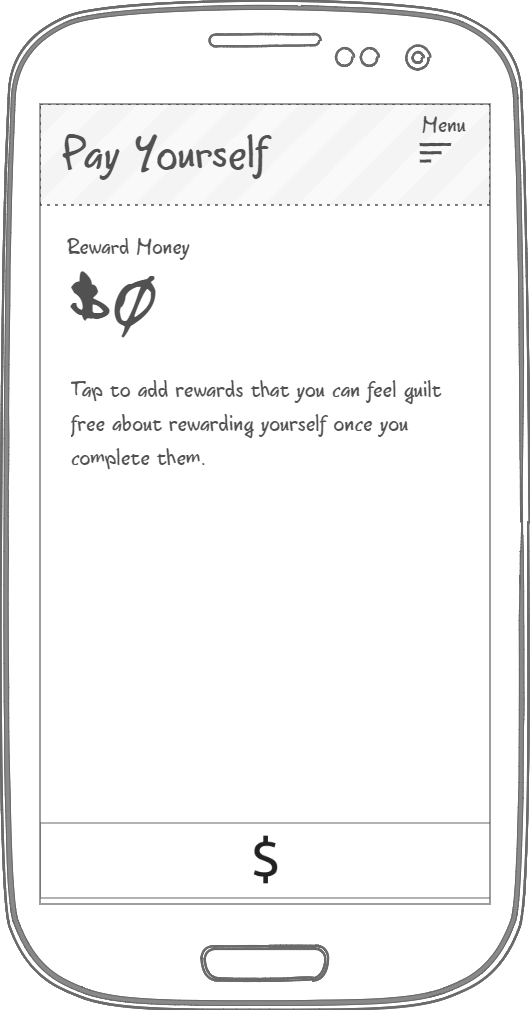 Menu
Pay Yourself
Reward Money
$0
Tap to add rewards that you can feel guilt
free about rewarding yourself once you
complete them.
$